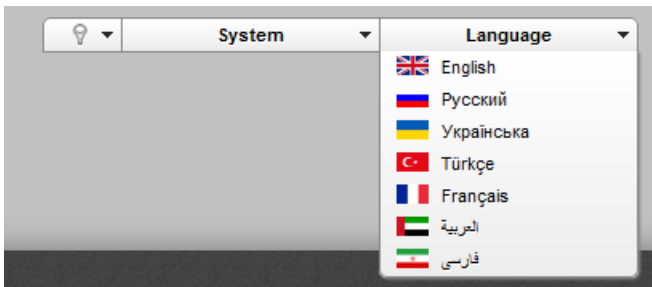 System
Language
English
Русский
Українська
Türkçe
Français
العربية
فارسی